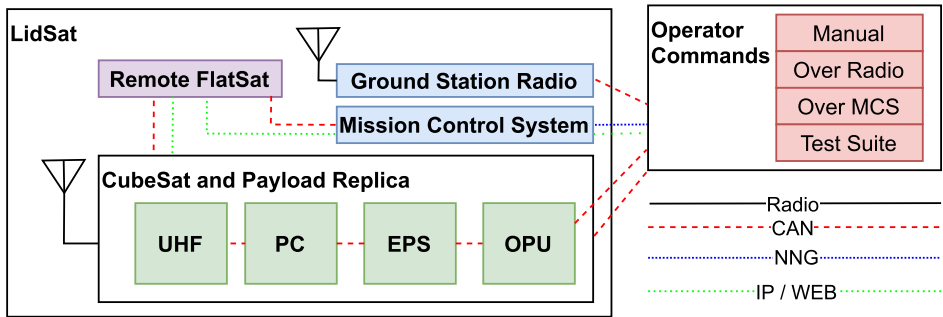 LidSat
Remote FlatSat
Ground Station Radio
Mission Control System
CubeSat and Payload Replica
UHF
PC
EPS
OPU
Operator
Commands
Manual
Over Radio
Over MCS
Test Suite
Radio
CAN
NNG
IP / WEB